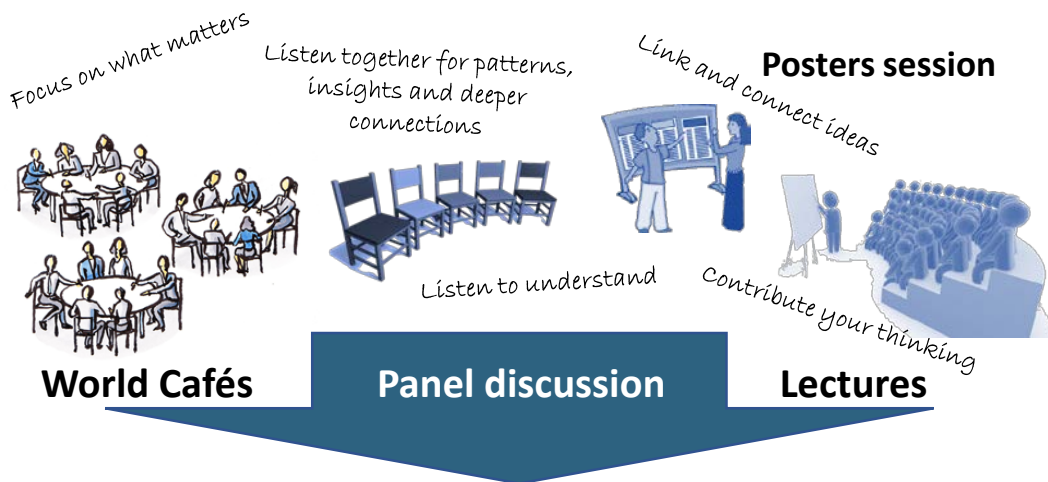 Focus on what matters
Listen together for patterns,
insights and deeper
connections
Link and connect ideas
Posters session
Listen to understand
Contribute your thinking
World Cafés
Panel discussion
Lectures